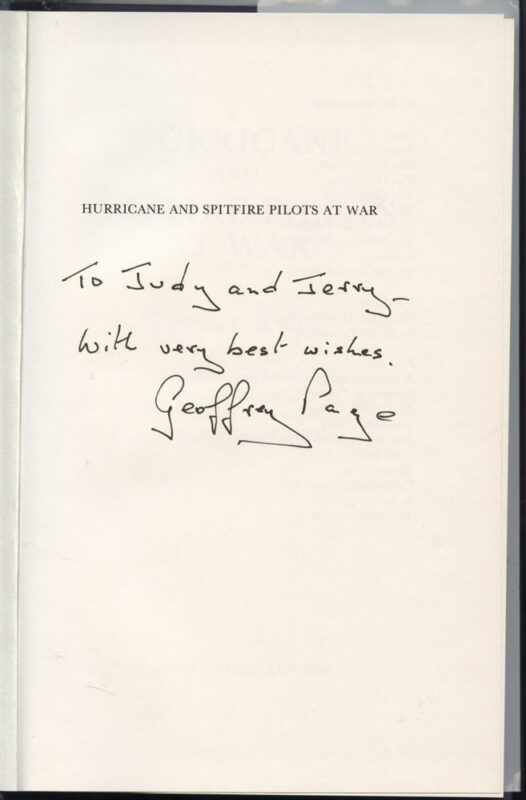 HURRICANE AND SPITFIRE PILOTS AT WAR
To Judy and Jerry —
With very best wishes.
Geoffrey Page